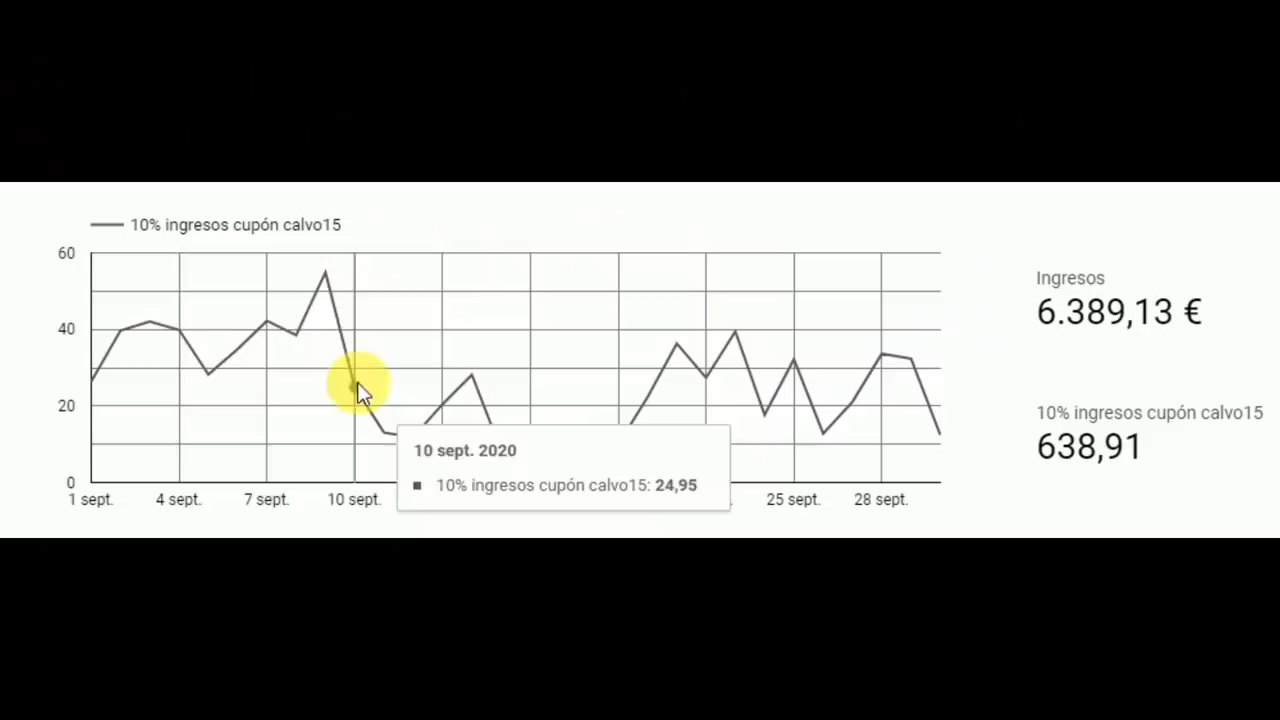 10% ingresos cupón calvo15
60
40
20
0
1 sept.
4 sept.
7 sept.
10 sept.
25 sept.
28 sept.
10 sept. 2020
10% ingresos cupón calvo15: 24,95
Ingresos
6.389,13 €
10% ingresos cupón calvo15
638,91